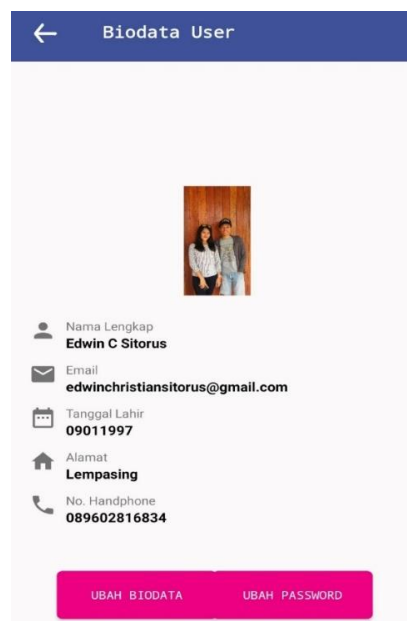 Biodata User
Nama Lengkap
Edwin C Sitorus
Email
edwinchristiansitorus@gmail.com
Tanggal Lahir
09011997
Alamat
Lempasing
No. Handphone
089602816834
UBAH BIODATA UBAH PASSWORD